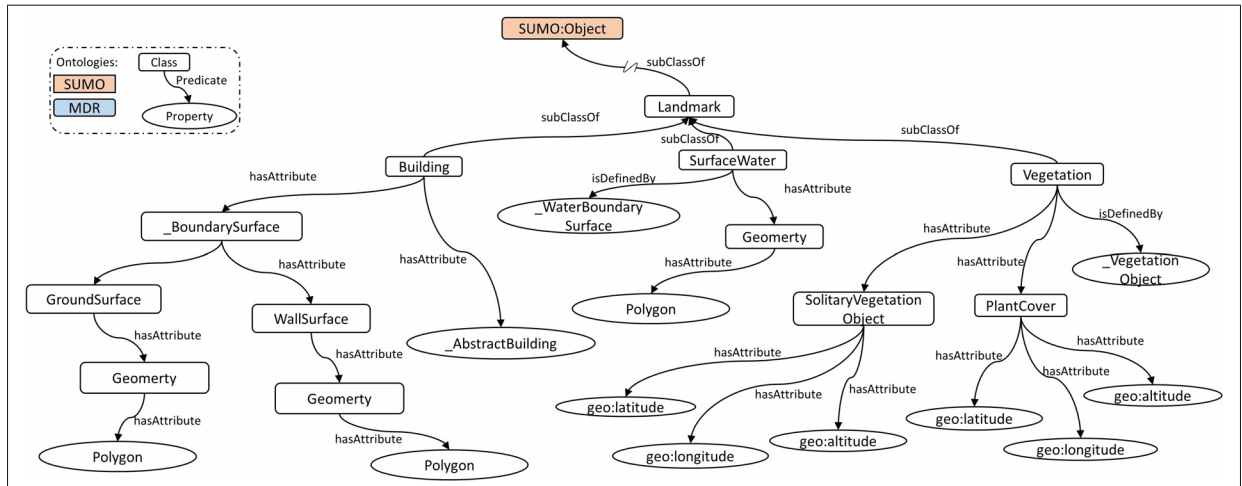 SUMO:Object
Ontologies:
SUMO
MDR
Class
Predicate
Property
subClassOf
Landmark
subClassOf
subClassOf
subClassOf
Building
SurfaceWater
Vegetation
hasAttribute
isDefinedBy
hasAttribute
_BoundarySurface
_WaterBoundary
Surface
Geomerty
hasAttribute
isDefinedBy
hasAttribute
hasAttribute
hasAttribute
hasAttribute
_Vegetation
Object
GroundSurface
WallSurface
Polygon
SolitaryVegetation
Object
PlantCover
hasAttribute
hasAttribute
_AbstractBuilding
hasAttribute
hasAttribute
hasAttribute
Geomerty
Geomerty
hasAttribute
hasAttribute
hasAttribute
geo:latitude
geo:altitude
geo:latitude
geo:altitude
hasAttribute
hasAttribute
Polygon
Polygon
geo:longitude
geo:longitude